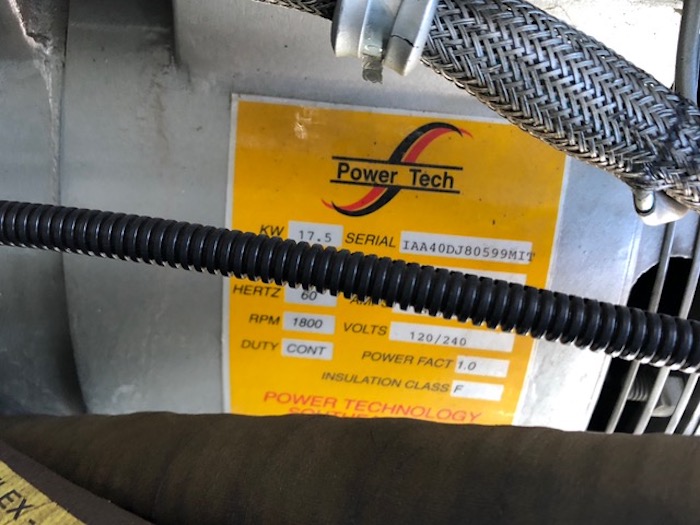 Power Tech
KW 17.5 SERIAL IAA40DJ80599MIT
HERTZ 60
RPM 1800 VOLTS 120/240
DUTY CONT POWER FACT 1.0
INSULATION CLASS F
POWER TECHNOLOGY